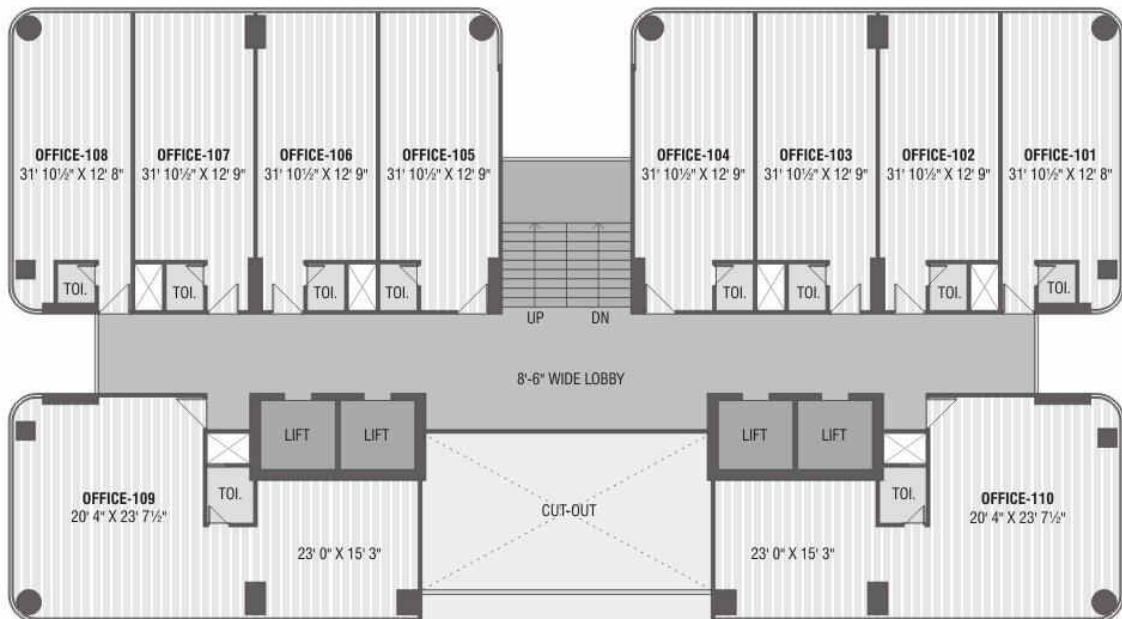 OFFICE-108
31' 10½" X 12' 8"
OFFICE-107
31' 10½" X 12' 9"
OFFICE-106
31' 10½" X 12' 9"
OFFICE-105
31' 10½" X 12' 9"
OFFICE-104
31' 10½" X 12' 9"
OFFICE-103
31' 10½" X 12' 9"
OFFICE-102
31' 10½" X 12' 9"
OFFICE-101
31' 10½" X 12' 8"
TOI.
TOI.
TOI.
TOI.
TOI.
TOI.
TOI.
TOI.
UP
DN
8'-6" WIDE LOBBY
LIFT
LIFT
LIFT
LIFT
OFFICE-109
20' 4" X 23' 7½"
TOI.
23' 0" X 15' 3"
CUT-OUT
23' 0" X 15' 3"
TOI.
OFFICE-110
20' 4" X 23' 7½"